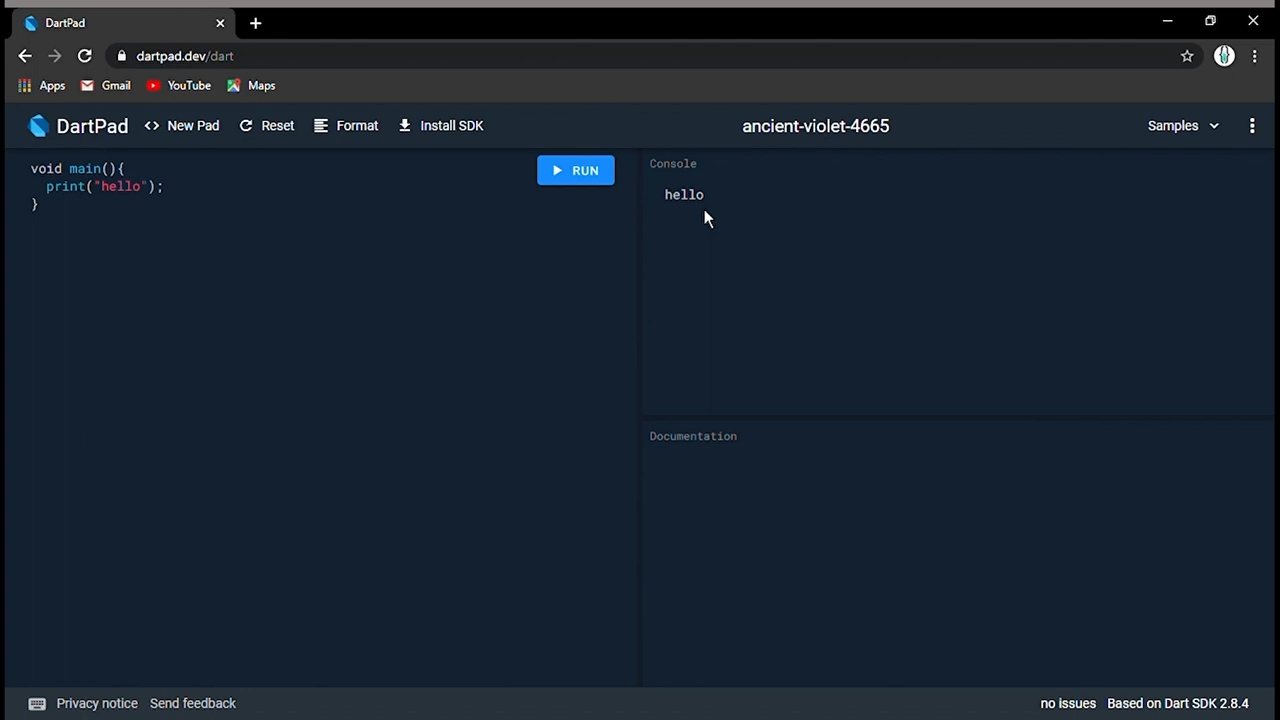 DartPad
dartpad.dev/dart
Apps Gmail YouTube Maps
DartPad <> New Pad Reset Format Install SDK ancient-violet-4665 Samples
void main(){
print("hello");
}
RUN
Console
hello
Documentation
Privacy notice Send feedback no issues Based on Dart SDK 2.8.4